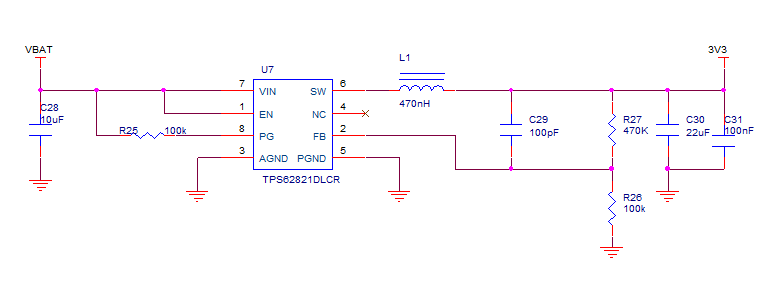 VBAT
3V3
L1
U7
7
VIN
SW
6
470nH
C28
10uF
1
EN
NC
4
C29
100pF
R27
470K
C30
22uF
C31
100nF
R25
100k
8
PG
FB
2
3
AGND
PGND
5
TPS62821DLCR
R26
100k